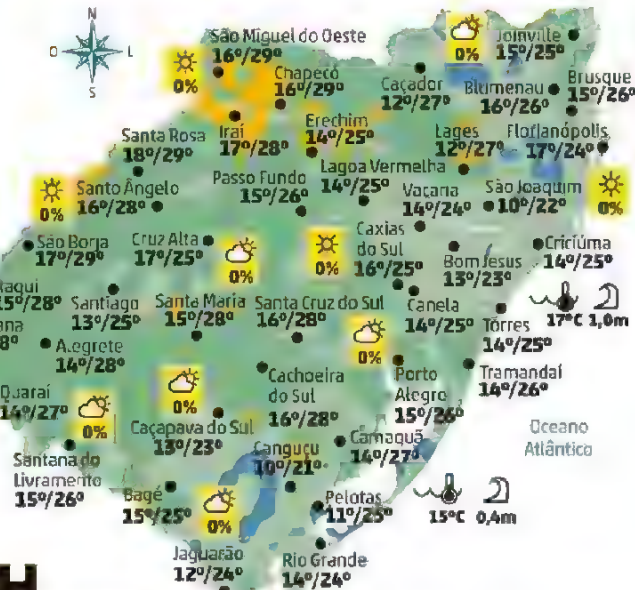 N
O
L
S
São Miguel do Oeste
16º/29º
0%
0%
Joinville
15º/25º
Chapecó
16º/29º
Caçador
12º/27º
Blumenau
16º/26º
Brusque
15º/26º
Santa Rosa
18º/29º
Iraí
17º/28º
Erechim
14º/25º
Lages
12º/27º
Florianópolis
17º/24º
0%
Santo Ângelo
16º/28º
Passo Fundo
15º/26º
Lagoa Vermelha
14º/25º
Vacaria
14º/24º
São Joaquim
10º/22º
0%
São Borja
17º/29º
Cruz Alta
17º/25º
0%
0%
Caxias
do Sul
16º/25º
Bom Jesus
13º/23º
Criciúma
14º/25º
taqui
15º/28º
Santiago
13º/25º
Santa Maria
15º/28º
Santa Cruz do Sul
16º/28º
Canela
14º/25º
Torres
14º/25º
17ºC 1,0m
ana
8º
Alegrete
14º/28º
0%
Quaraí
14º/27º
0%
0%
Cachoeira
do Sul
16º/28º
Porto
Alegre
15º/26º
Tramandaí
14º/26º
Caçapava do Sul
13º/23º
Camaquã
14º/27º
Oceano
Atlântico
Santana do
Livramento
15º/26º
Canguçu
10º/21º
Bagé
15º/25º
0%
Pelotas
11º/25º
15ºC 0,4m
Jaguarão
12º/24º
Rio Grande
14º/24º